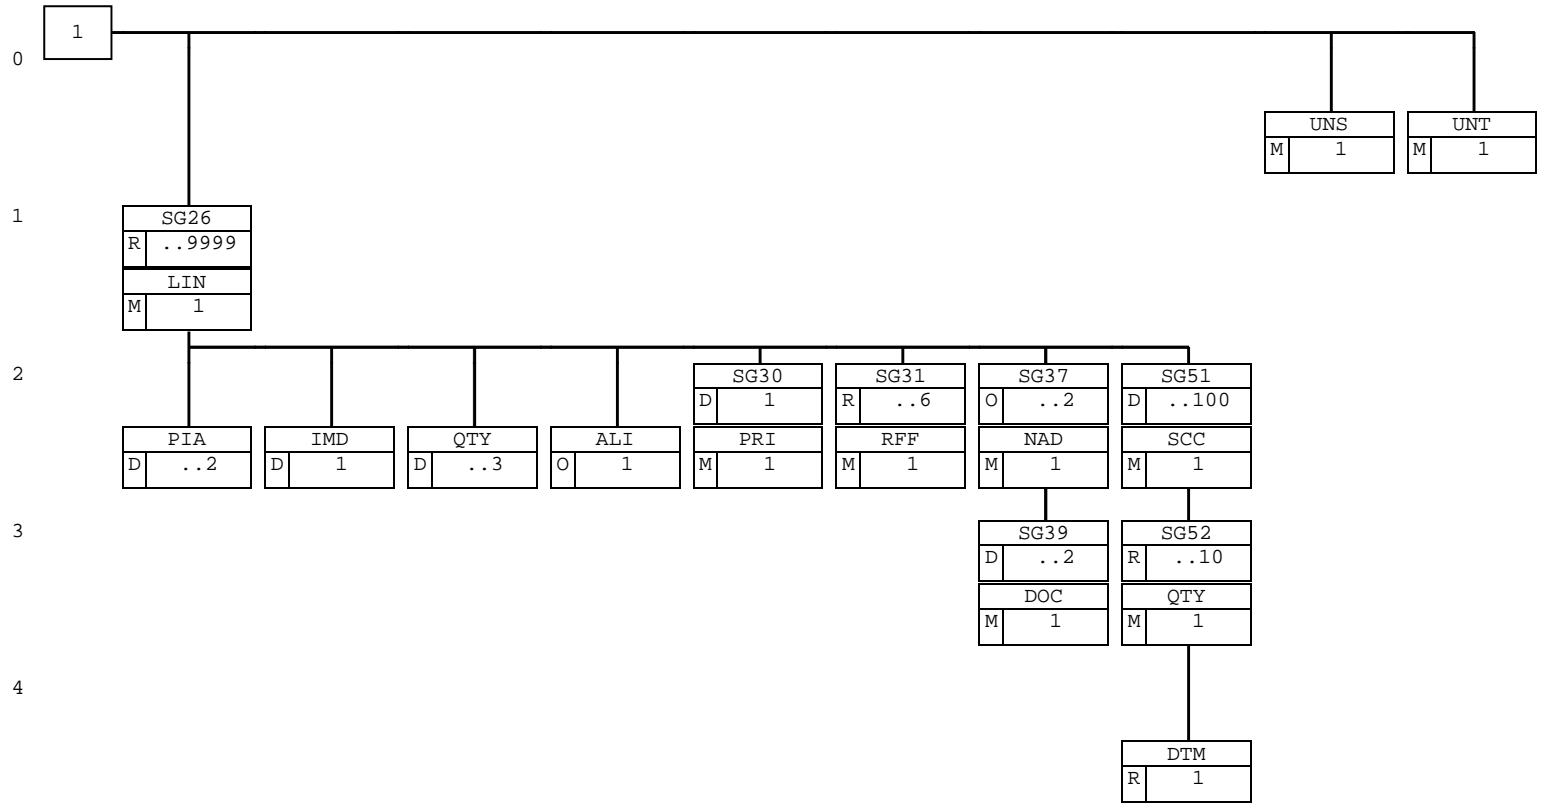 1
0
UNS UNT
M 1 M 1
1 SG26
R ..9999
LIN
M 1
2 SG30 SG31 SG37 SG51
D 1 R ..6 O ..2 D ..100
PIA IMD QTY ALI PRI RFF NAD SCC
D ..2 D 1 D ..3 O 1 M 1 M 1 M 1 M 1
3 SG39 SG52
D ..2 R ..10
DOC QTY
M 1 M 1
4
DTM
R 1